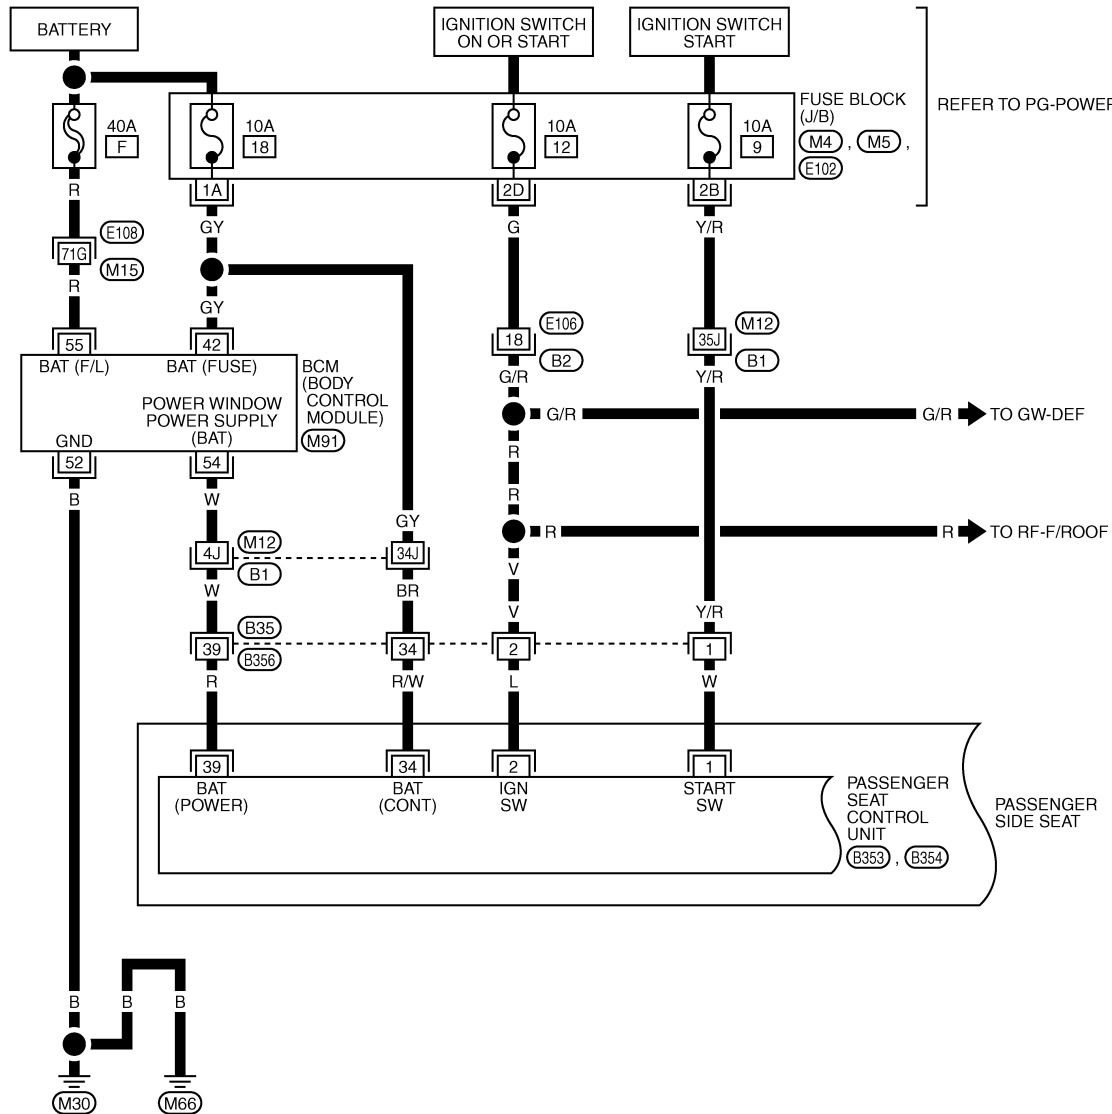 BATTERY
IGNITION SWITCH
ON OR START
IGNITION SWITCH
START
REFER TO PG-POWER
40A
F
10A
18
10A
12
10A
9
FUSE BLOCK
(J/B)
M4 , M5 ,
E102
1A
2D
2B
R
GY
G
Y/R
71G
E108
M15
R
GY
55
42
18
E106
B2
35J
M12
B1
BAT (F/L)
BAT (FUSE)
BCM
(BODY
CONTROL
MODULE)
M91
POWER WINDOW
POWER SUPPLY
(BAT)
GND
G/R
Y/R
G/R
G/R
TO GW-DEF
52
54
B
W
R
R
GY
R
R
TO RF-F/ROOF
4J
M12
B1
34J
W
BR
V
V
Y/R
39
B35
B356
34
2
1
R
R/W
L
W
39
34
2
1
BAT
(POWER)
BAT
(CONT)
IGN
SW
START
SW
PASSENGER
SEAT
CONTROL
UNIT
B353 , B354
PASSENGER
SIDE SEAT
B
B
B
M30
M66